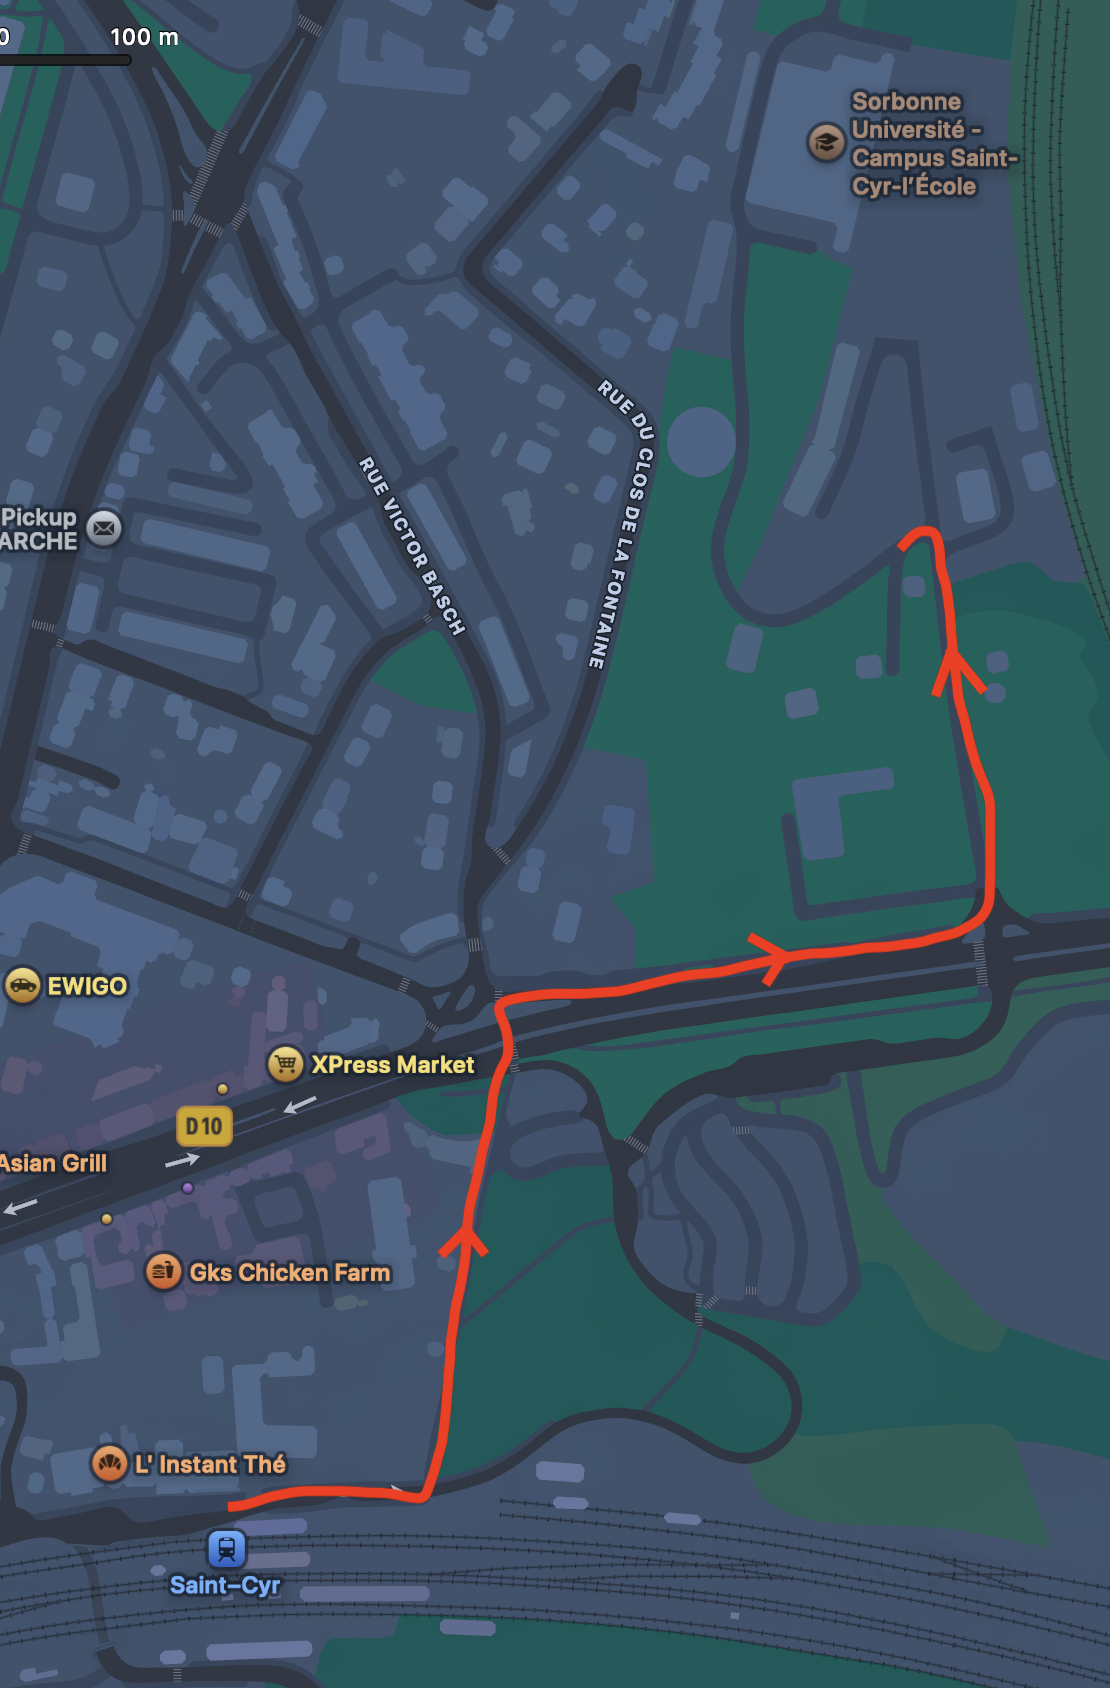 0
100 m
Sorbonne
Université -
Campus Saint-
Cyr-l'École
RUE DU CLOS DE LA FONTAINE
RUE VICTOR BASCH
Pickup
ARCHE
EWIGO
XPress Market
D10
Asian Grill
Gks Chicken Farm
L' Instant Thé
Saint-Cyr